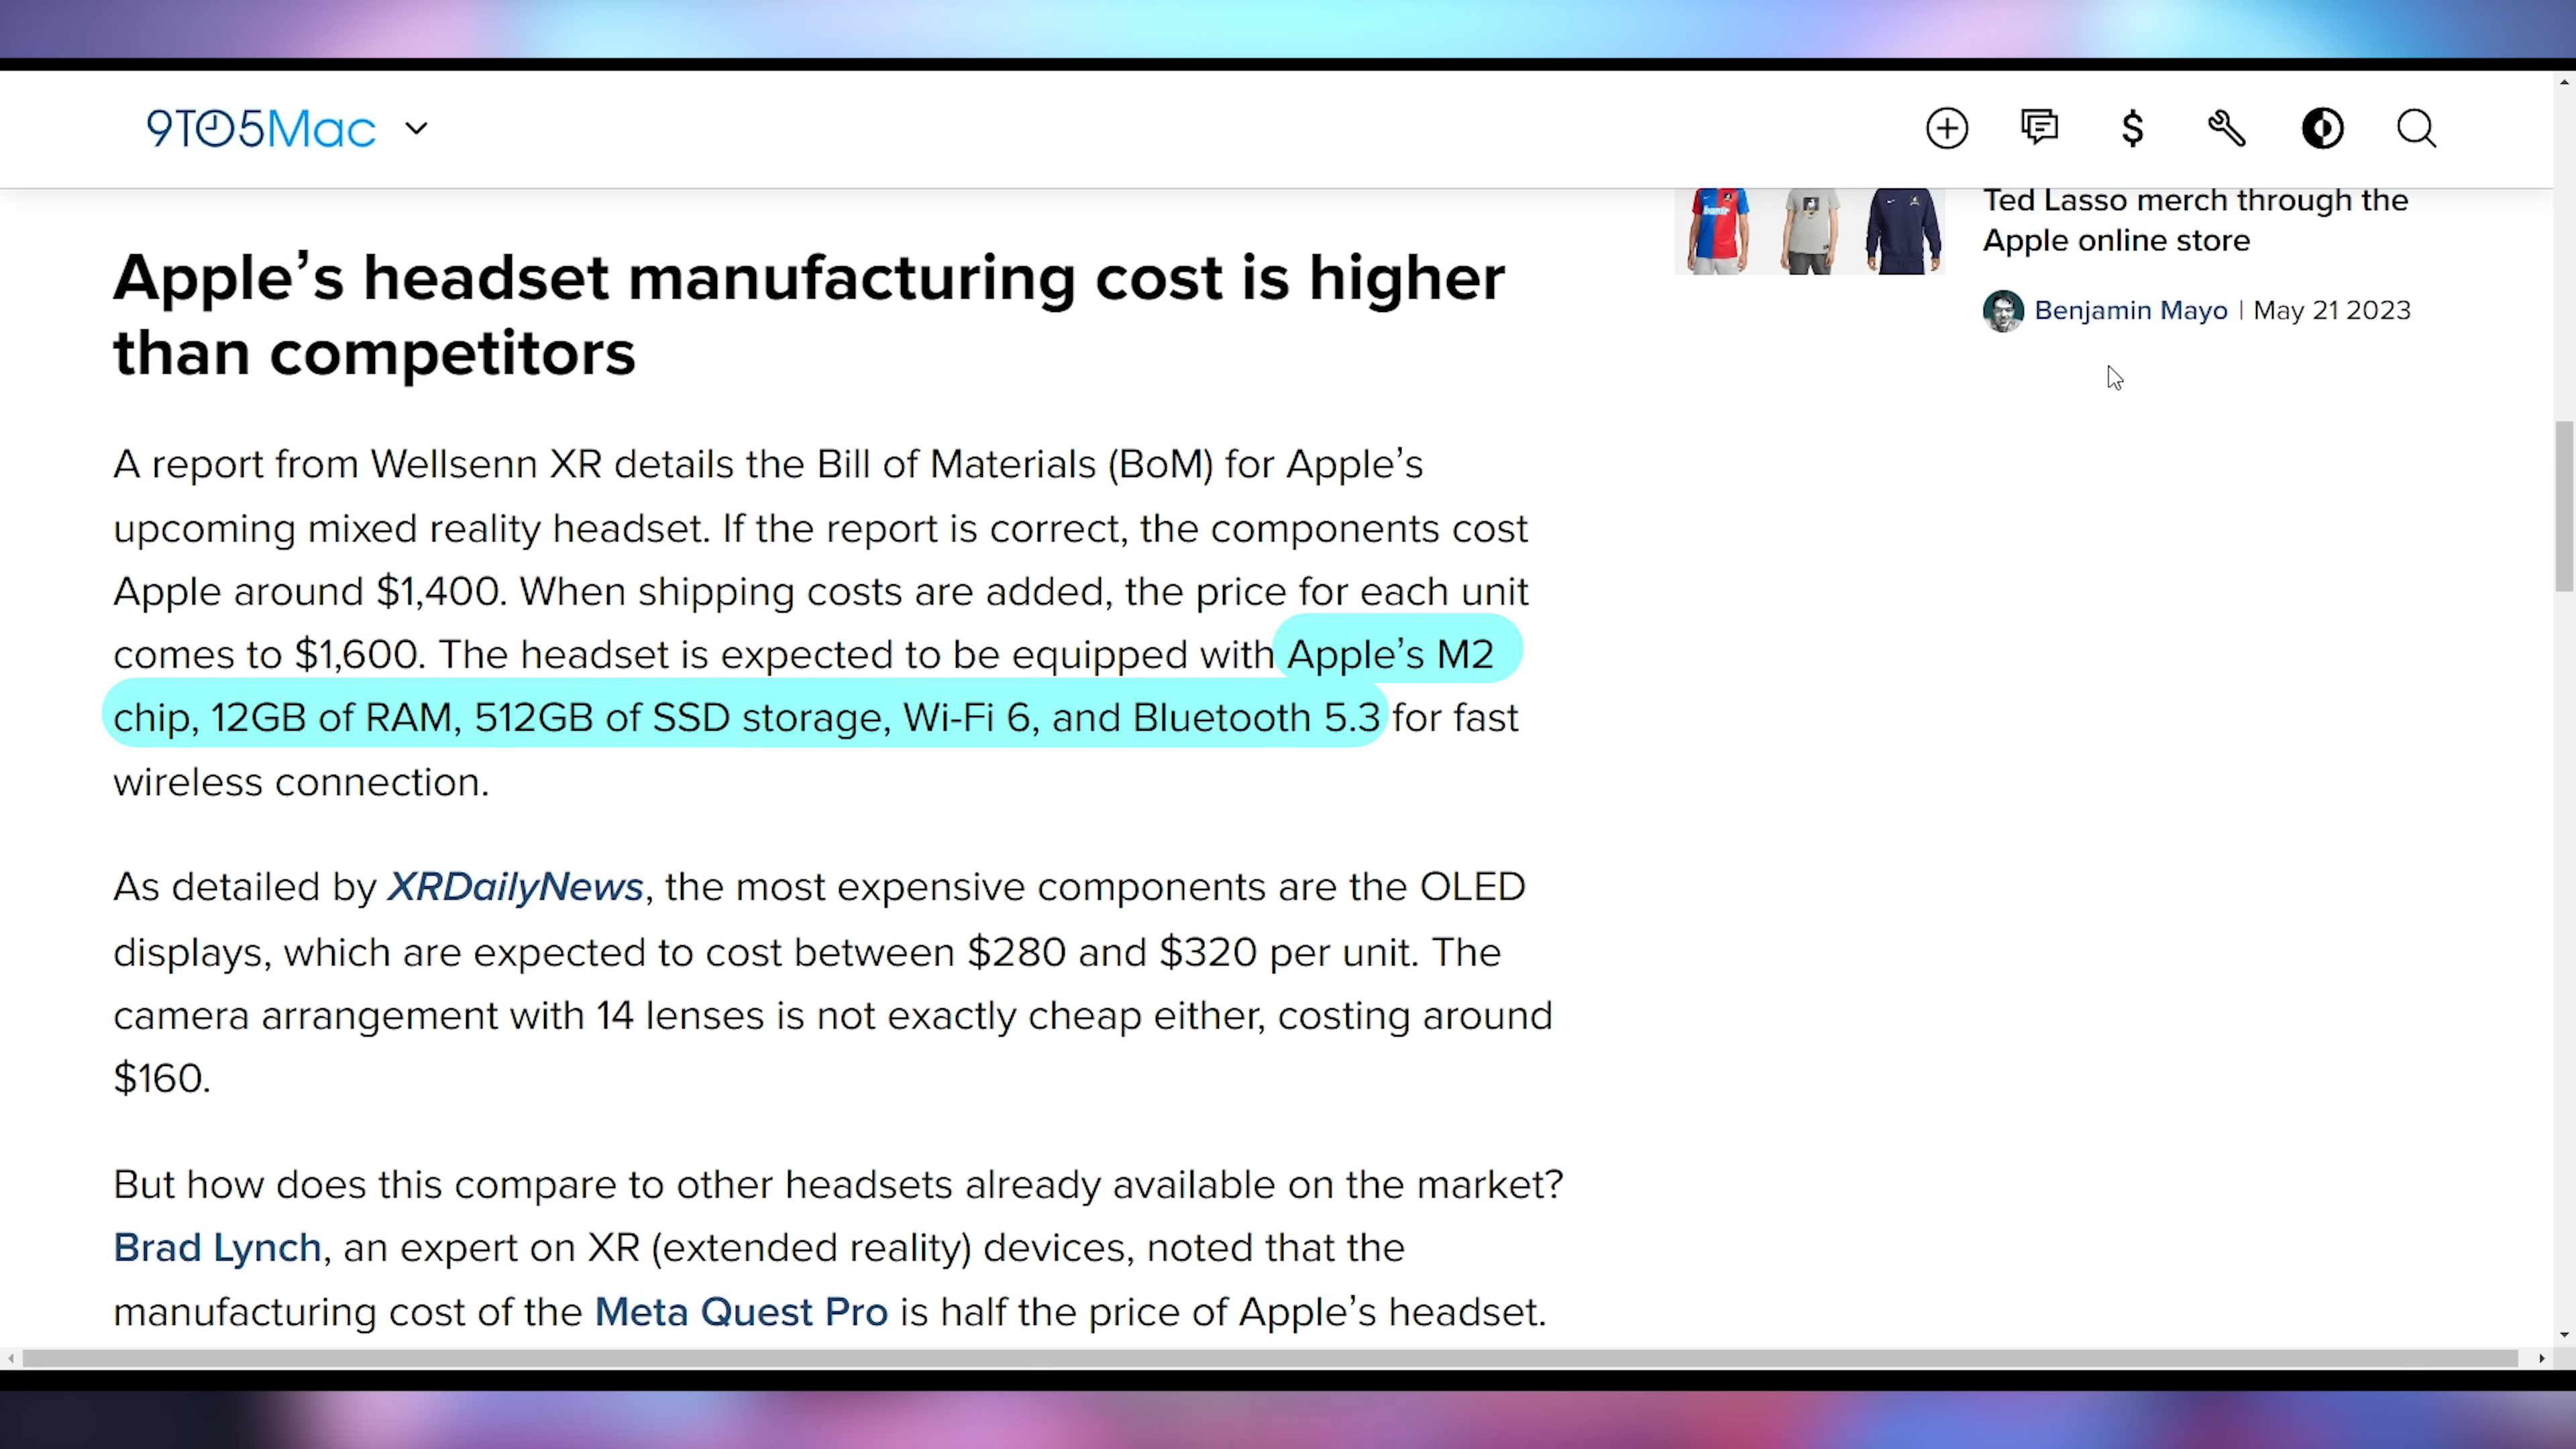 9TO5Mac
Ted Lasso merch through the
Apple online store
Benjamin Mayo | May 21 2023
Apple’s headset manufacturing cost is higher
than competitors
A report from Wellsenn XR details the Bill of Materials (BoM) for Apple’s
upcoming mixed reality headset. If the report is correct, the components cost
Apple around $1,400. When shipping costs are added, the price for each unit
comes to $1,600. The headset is expected to be equipped with Apple’s M2
chip, 12GB of RAM, 512GB of SSD storage, Wi-Fi 6, and Bluetooth 5.3 for fast
wireless connection.
As detailed by XRDailyNews, the most expensive components are the OLED
displays, which are expected to cost between $280 and $320 per unit. The
camera arrangement with 14 lenses is not exactly cheap either, costing around
$160.
But how does this compare to other headsets already available on the market?
Brad Lynch, an expert on XR (extended reality) devices, noted that the
manufacturing cost of the Meta Quest Pro is half the price of Apple’s headset.